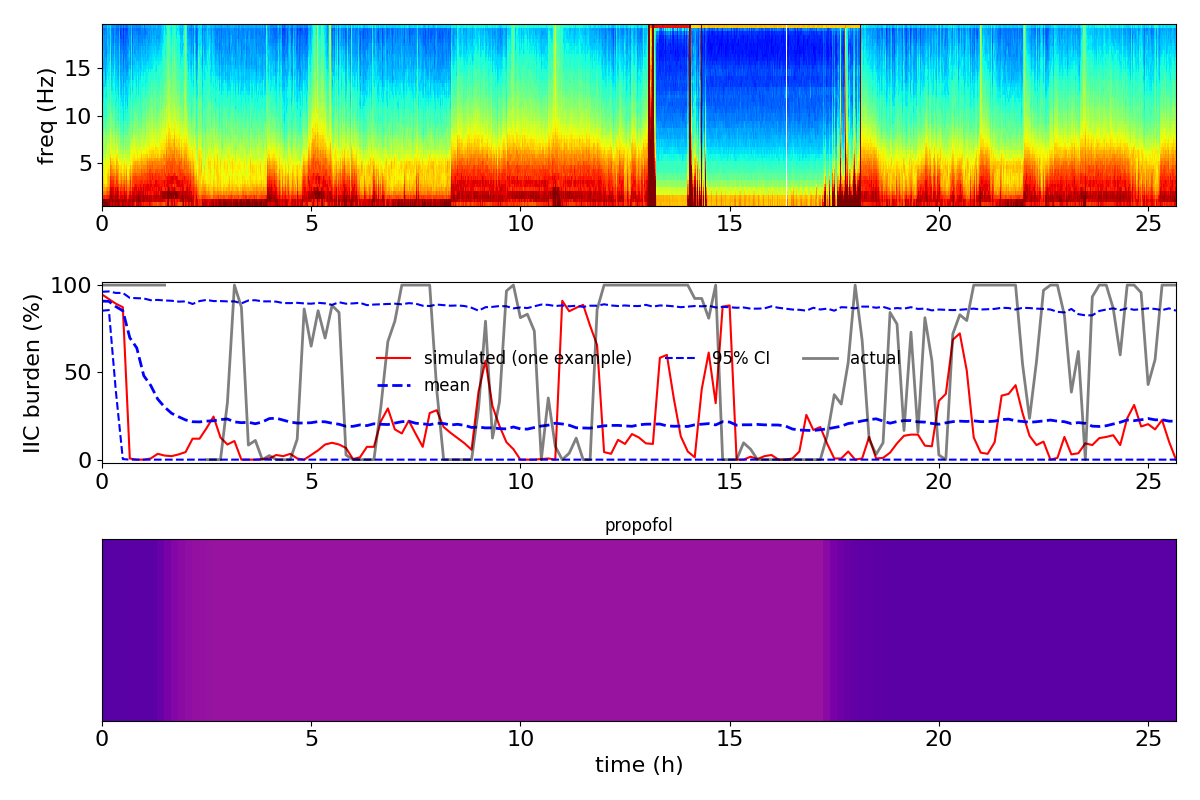 freq (Hz)
15
10
5
0 5 10 15 20 25
IIC burden (%)
100
50
0
simulated (one example) 95% CI actual
mean
0 5 10 15 20 25
propofol
0 5 10 15 20 25
time (h)